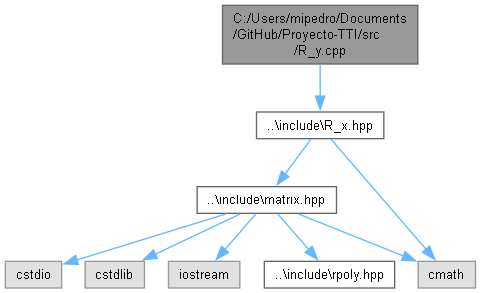 C:/Users/mipedro/Documents
/GitHub/Proyecto-TTI/src
/R_y.cpp
..\include\R_x.hpp
..\include\matrix.hpp
cstdio
cstdlib
iostream
..\include\rpoly.hpp
cmath